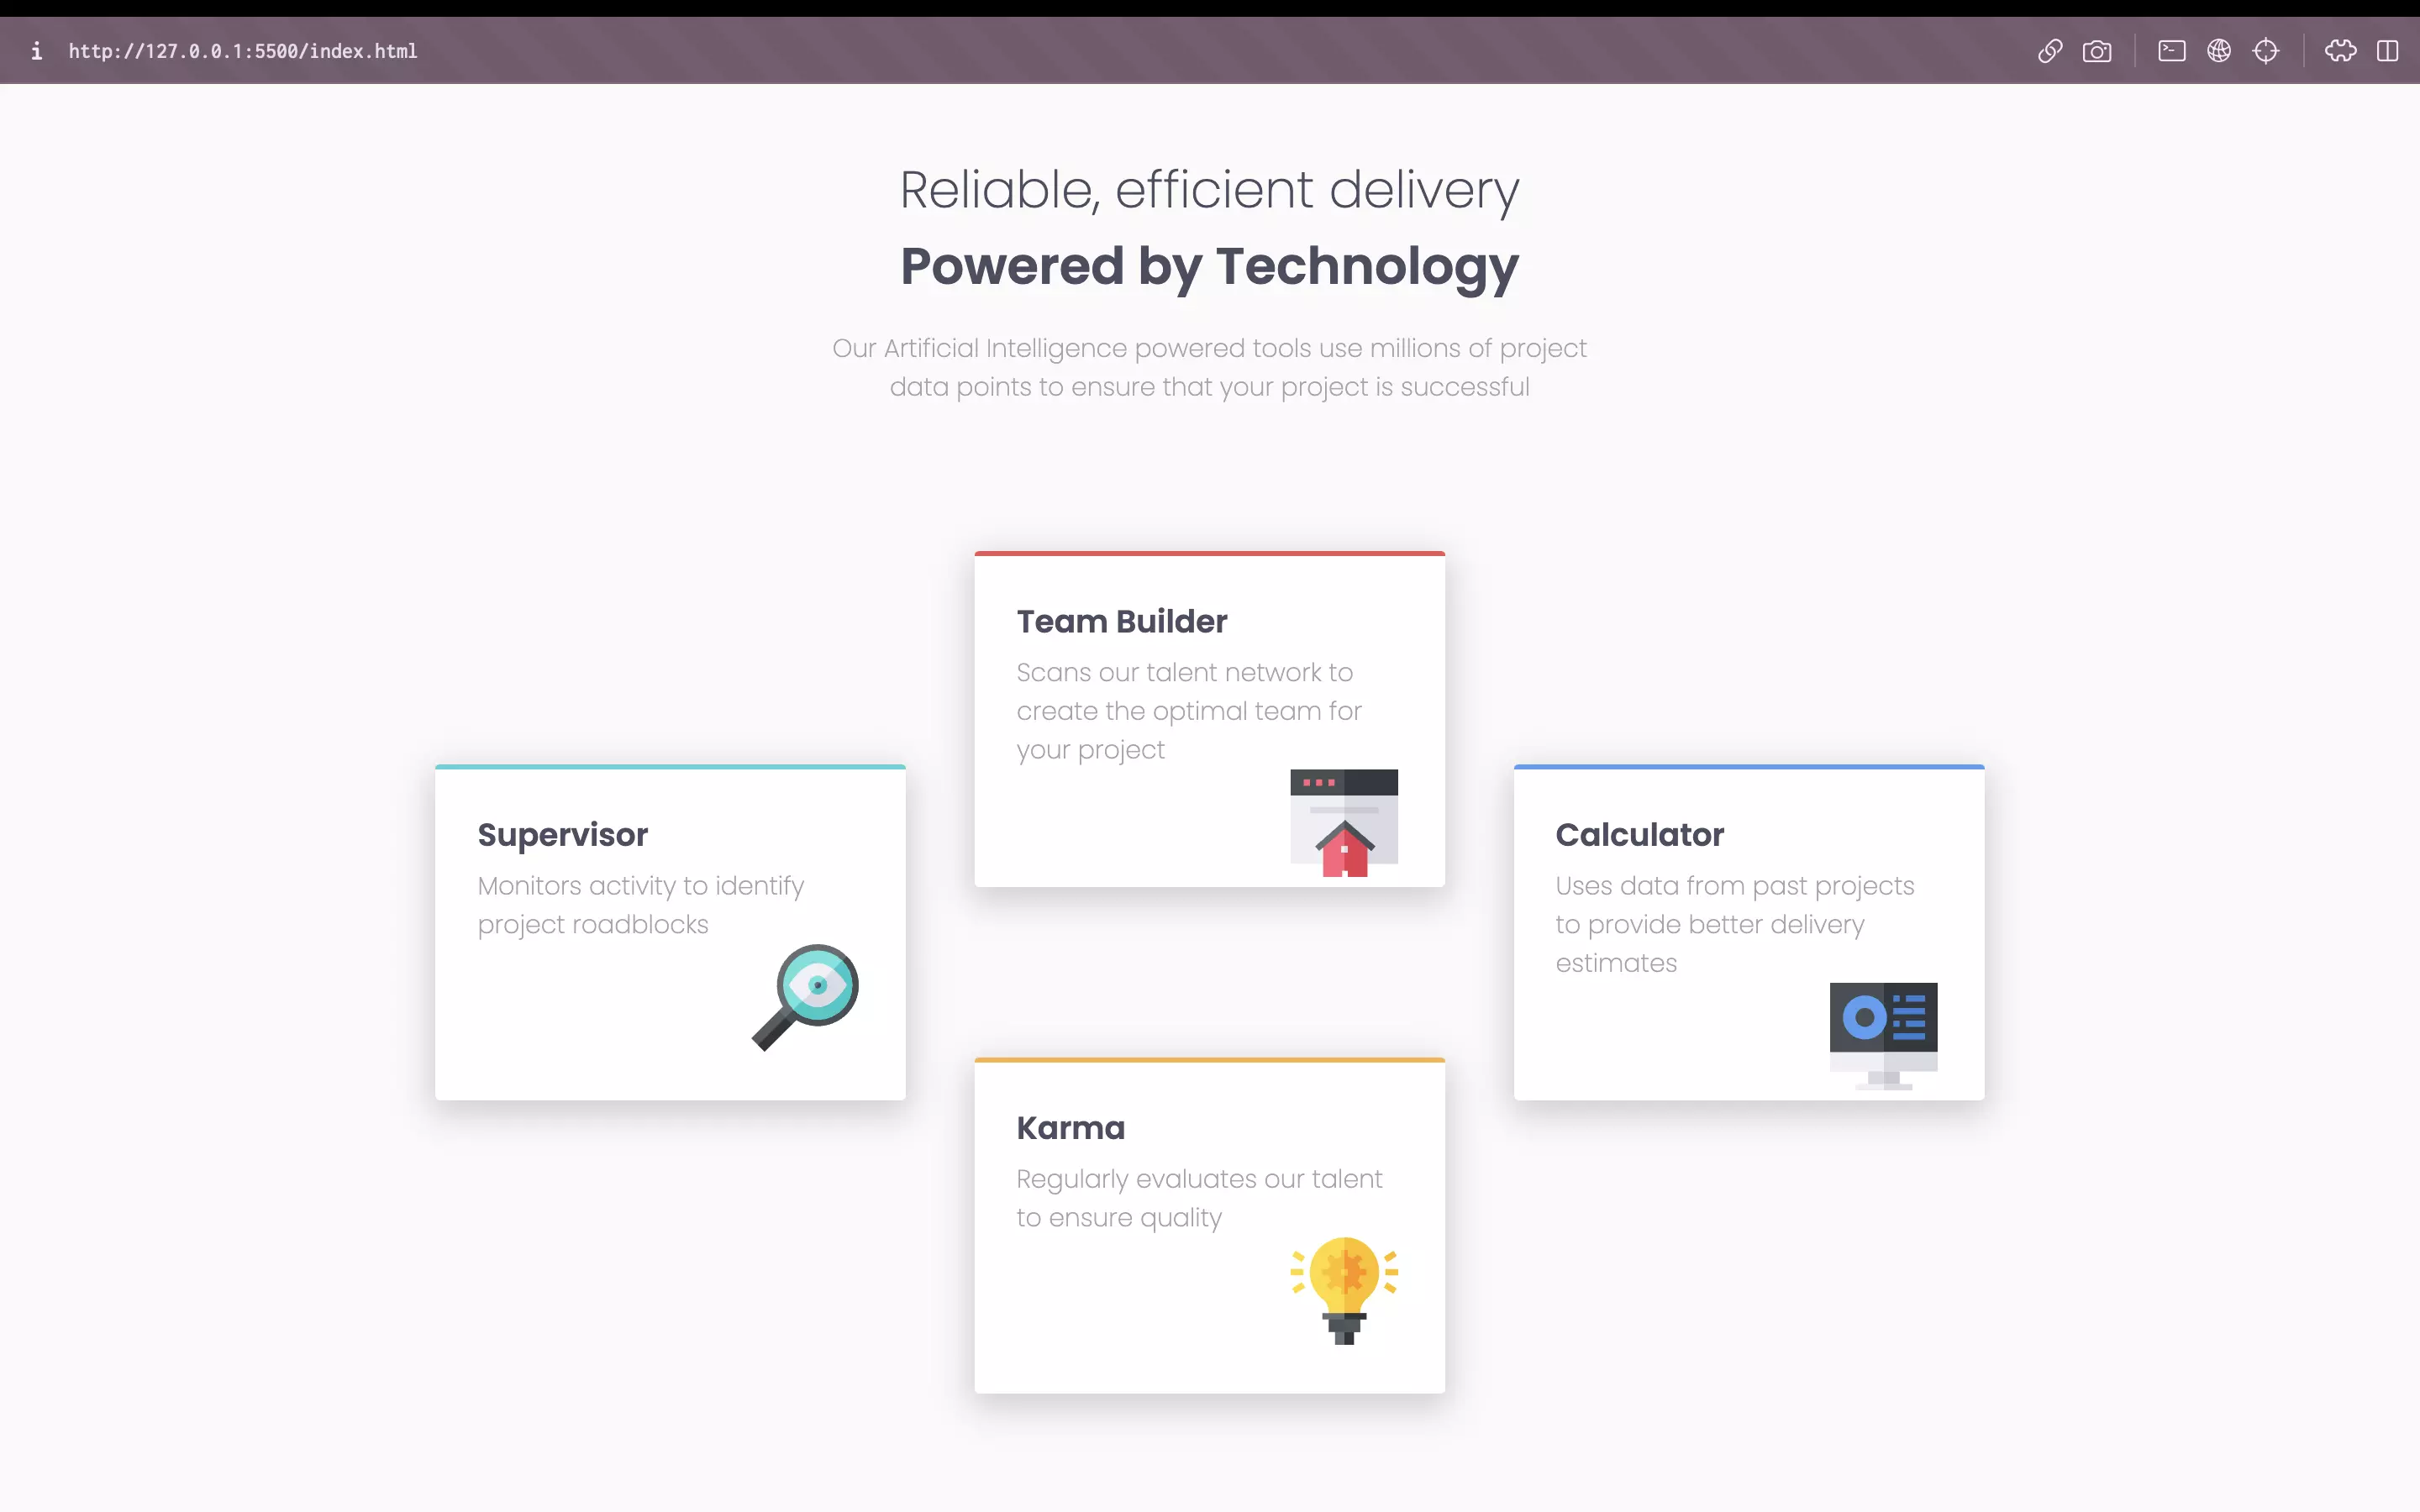 http://127.0.0.1:5500/index.html
Reliable, efficient delivery
Powered by Technology
Our Artificial Intelligence powered tools use millions of project
data points to ensure that your project is successful
Team Builder
Scans our talent network to
create the optimal team for
your project
Supervisor
Monitors activity to identify
project roadblocks
Calculator
Uses data from past projects
to provide better delivery
estimates
Karma
Regularly evaluates our talent
to ensure quality